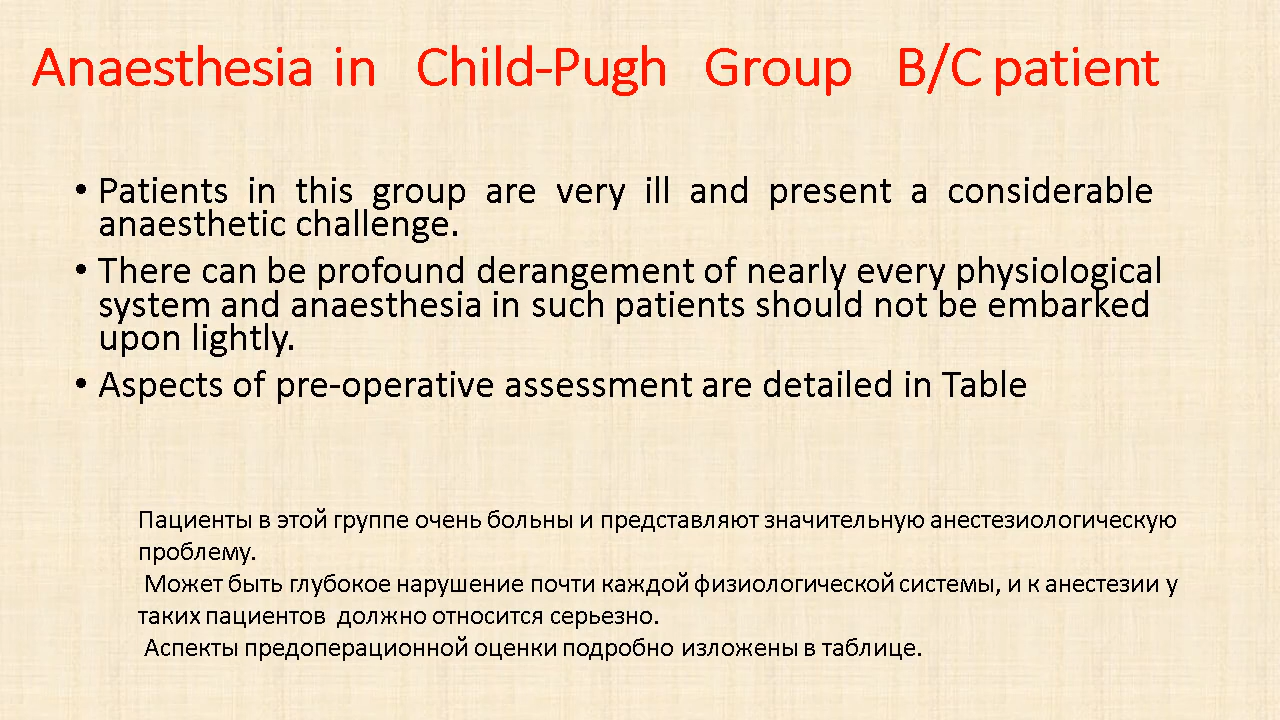 Anaesthesia in Child-Pugh Group B/C patient
• Patients in this group are very ill and present a considerable
anaesthetic challenge.
• There can be profound derangement of nearly every physiological
system and anaesthesia in such patients should not be embarked
upon lightly.
• Aspects of pre-operative assessment are detailed in Table
Пациенты в этой группе очень больны и представляют значительную анестезиологическую
проблему.
Может быть глубокое нарушение почти каждой физиологической системы, и к анестезии у
таких пациентов должно относится серьезно.
Аспекты предоперационной оценки подробно изложены в таблице.